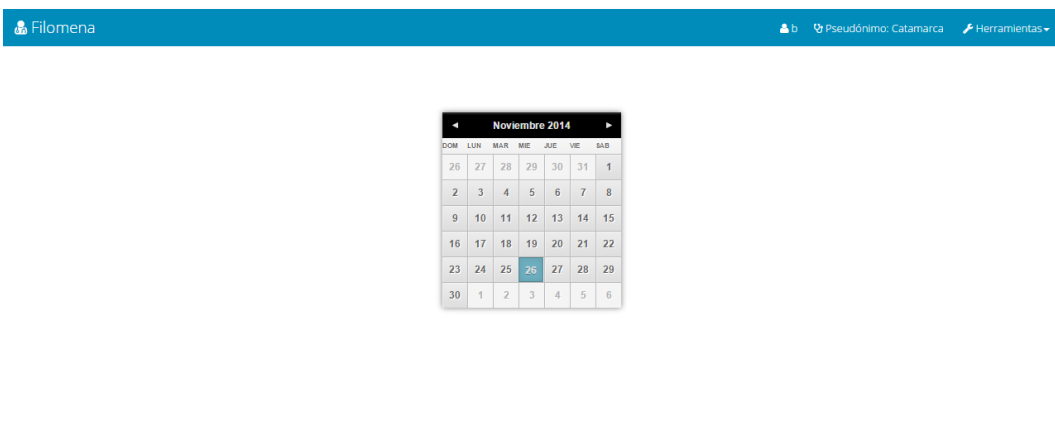 Filomena b Pseudónimo: Catamarca Herramientas
Noviembre 2014
DOM LUN MAR MIE JUE VIE SAB
26 27 28 29 30 31 1
2 3 4 5 6 7 8
9 10 11 12 13 14 15
16 17 18 19 20 21 22
23 24 25 26 27 28 29
30 1 2 3 4 5 6